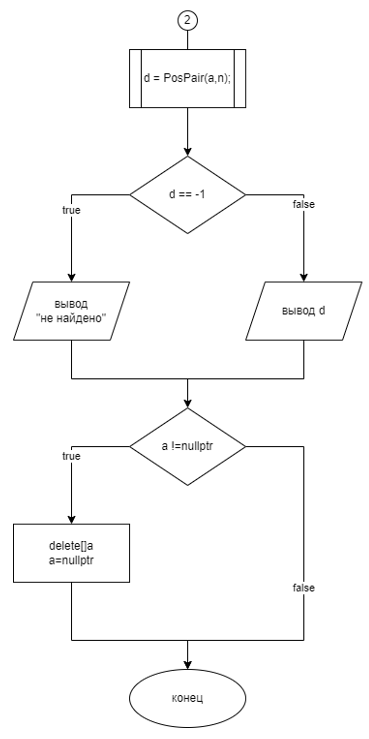 2
d = PosPair(a,n);
d == -1
true
false
вывод
"не найдено"
вывод d
a !=nullptr
true
delete[]a
a=nullptr
false
конец